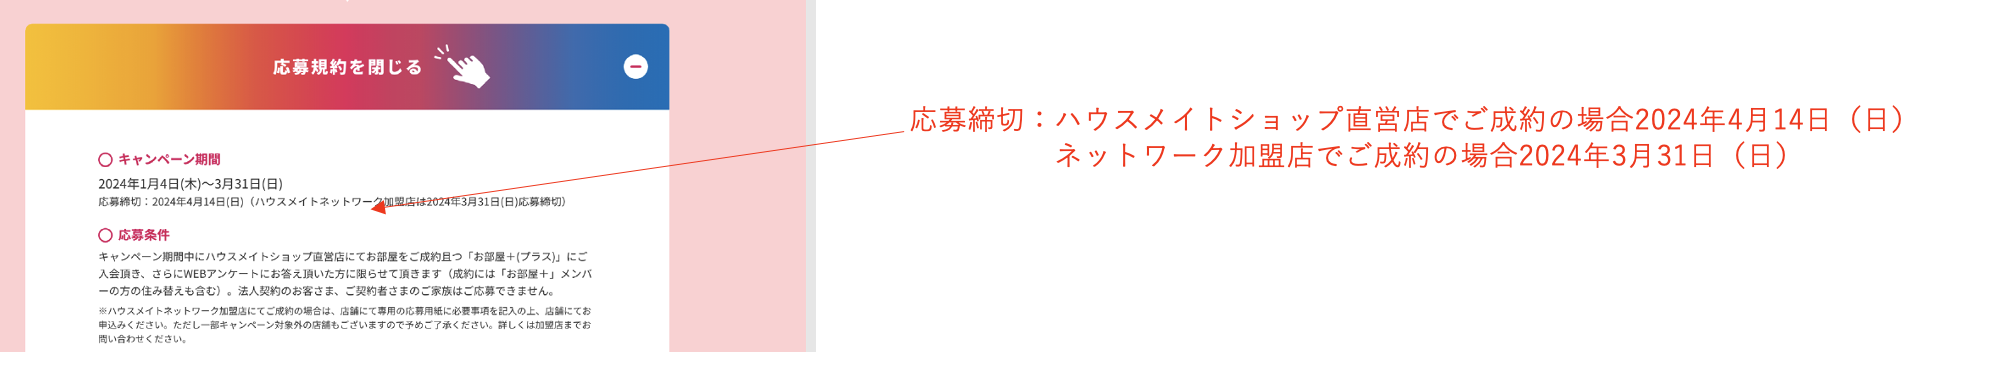 応募規約を閉じる
キャンペーン期間
2024年1月4日(木)〜3月31日(日)
応募締切：2024年4月14日(日)（ハウスメイトネットワーク加盟店は2024年3月31日(日)応募締切）
応募条件
キャンペーン期間中にハウスメイトショップ直営店にてお部屋をご成約且つ「お部屋＋(プラス)」にご
入会頂き、さらにWEBアンケートにお答え頂いた方に限らせて頂きます（成約には「お部屋＋」メンバ
ーの方の住み替えも含む）。法人契約のお客さま、ご契約者さまのご家族はご応募できません。
※ハウスメイトネットワーク加盟店にてご成約の場合は、店舗にて専用の応募用紙に必要事項を記入の上、店舗にてお
申込みください。ただし一部キャンペーン対象外の店舗もございますので予めご了承ください。詳しくは加盟店までお
問い合わせください。
応募締切：ハウスメイトショップ直営店でご成約の場合2024年4月14日（日）
ネットワーク加盟店でご成約の場合2024年3月31日（日）